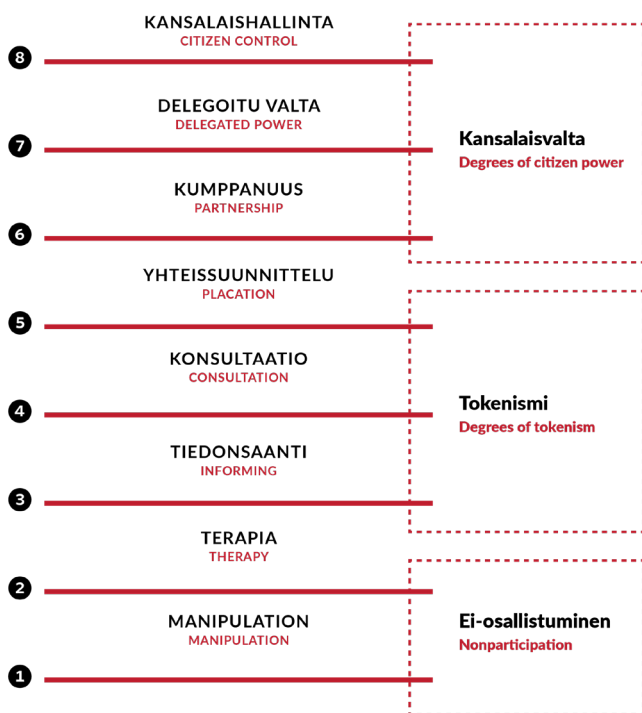 KANSALAISHALLINTA
CITIZEN CONTROL
8
DELEGOITU VALTA
DELEGATED POWER
7
Kansalaisvalta
Degrees of citizen power
KUMPPANUUS
PARTNERSHIP
6
YHTEISSUUNNITTELU
PLACATION
5
KONSULTAATIO
CONSULTATION
4
Tokenismi
Degrees of tokenism
TIEDONSAANTI
INFORMING
3
TERAPIA
THERAPY
2
MANIPULATION
MANIPULATION
Ei-osallistuminen
Nonparticipation
1